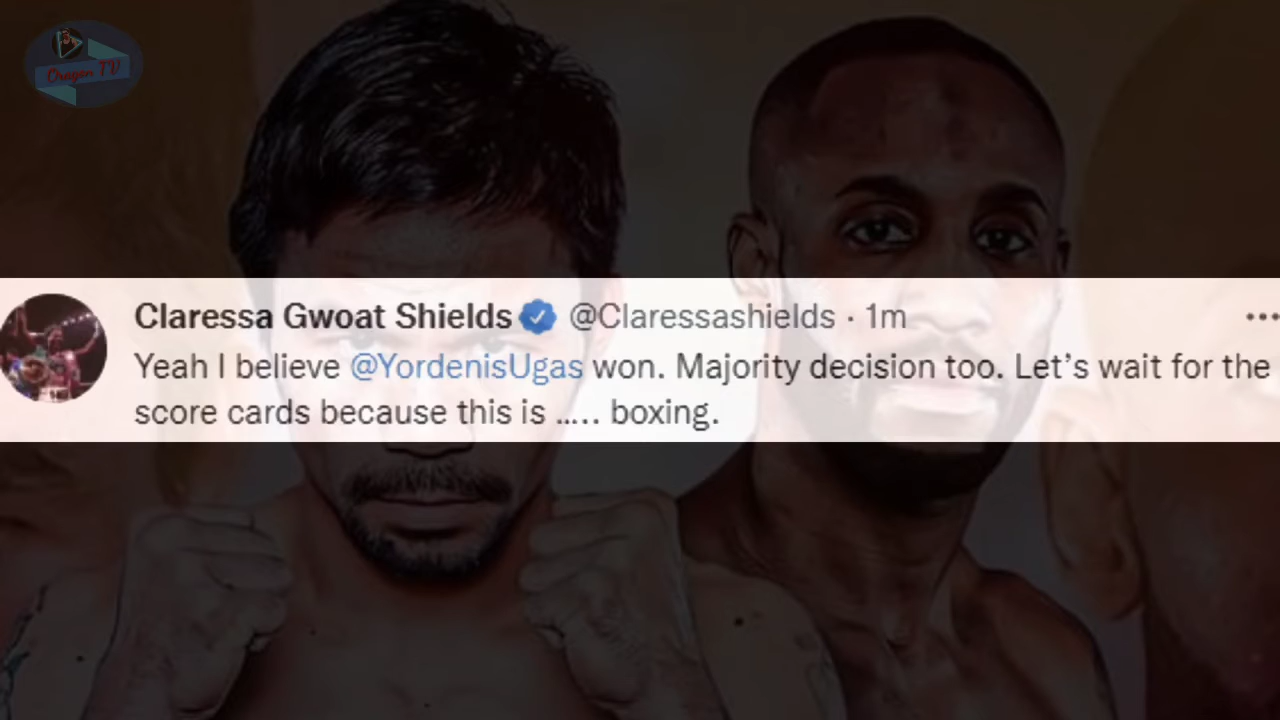 Oragon TV
Claressa Gwoat Shields @Claressashields · 1m
Yeah I believe @YordenisUgas won. Majority decision too. Let’s wait for the
score cards because this is ..... boxing.